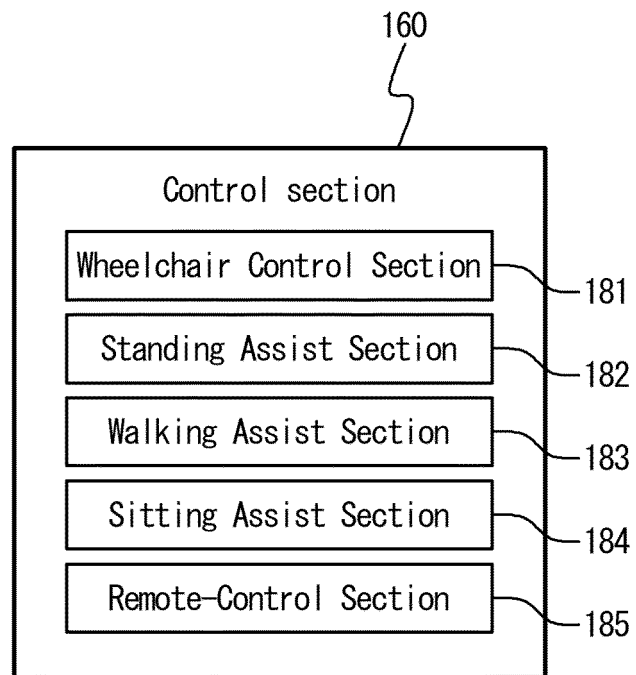 160
Control section
Wheelchair Control Section
181
Standing Assist Section
182
Walking Assist Section
183
Sitting Assist Section
184
Remote-Control Section
185